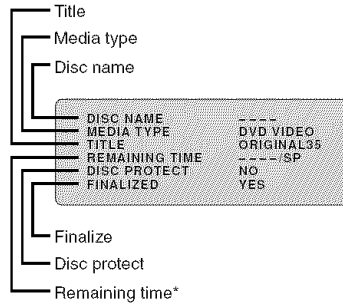 Title
Media type
Disc name
DISC NAME ----
MEDIA TYPE DVD VIDEO
TITLE ORIGINAL35
REMAINING TIME ----/SP
DISC PROTECT NO
FINALIZED YES
Finalize
Disc protect
Remaining time*